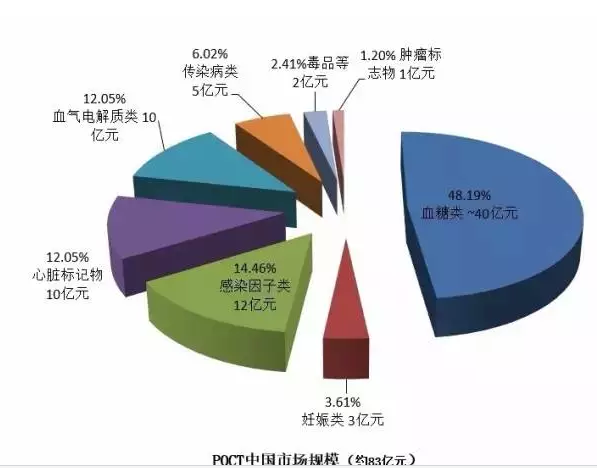 6.02%
传染病类
5亿元
2.41%毒品等
2亿元
1.20% 肿瘤标
志物 1亿元
12.05%
血气电解质类 10
亿元
48.19%
血糖类 ~40亿元
12.05%
心脏标记物
10亿元
14.46%
感染因子类
12亿元
3.61%
妊娠类 3亿元
POCT中国市场规模（约83亿元）